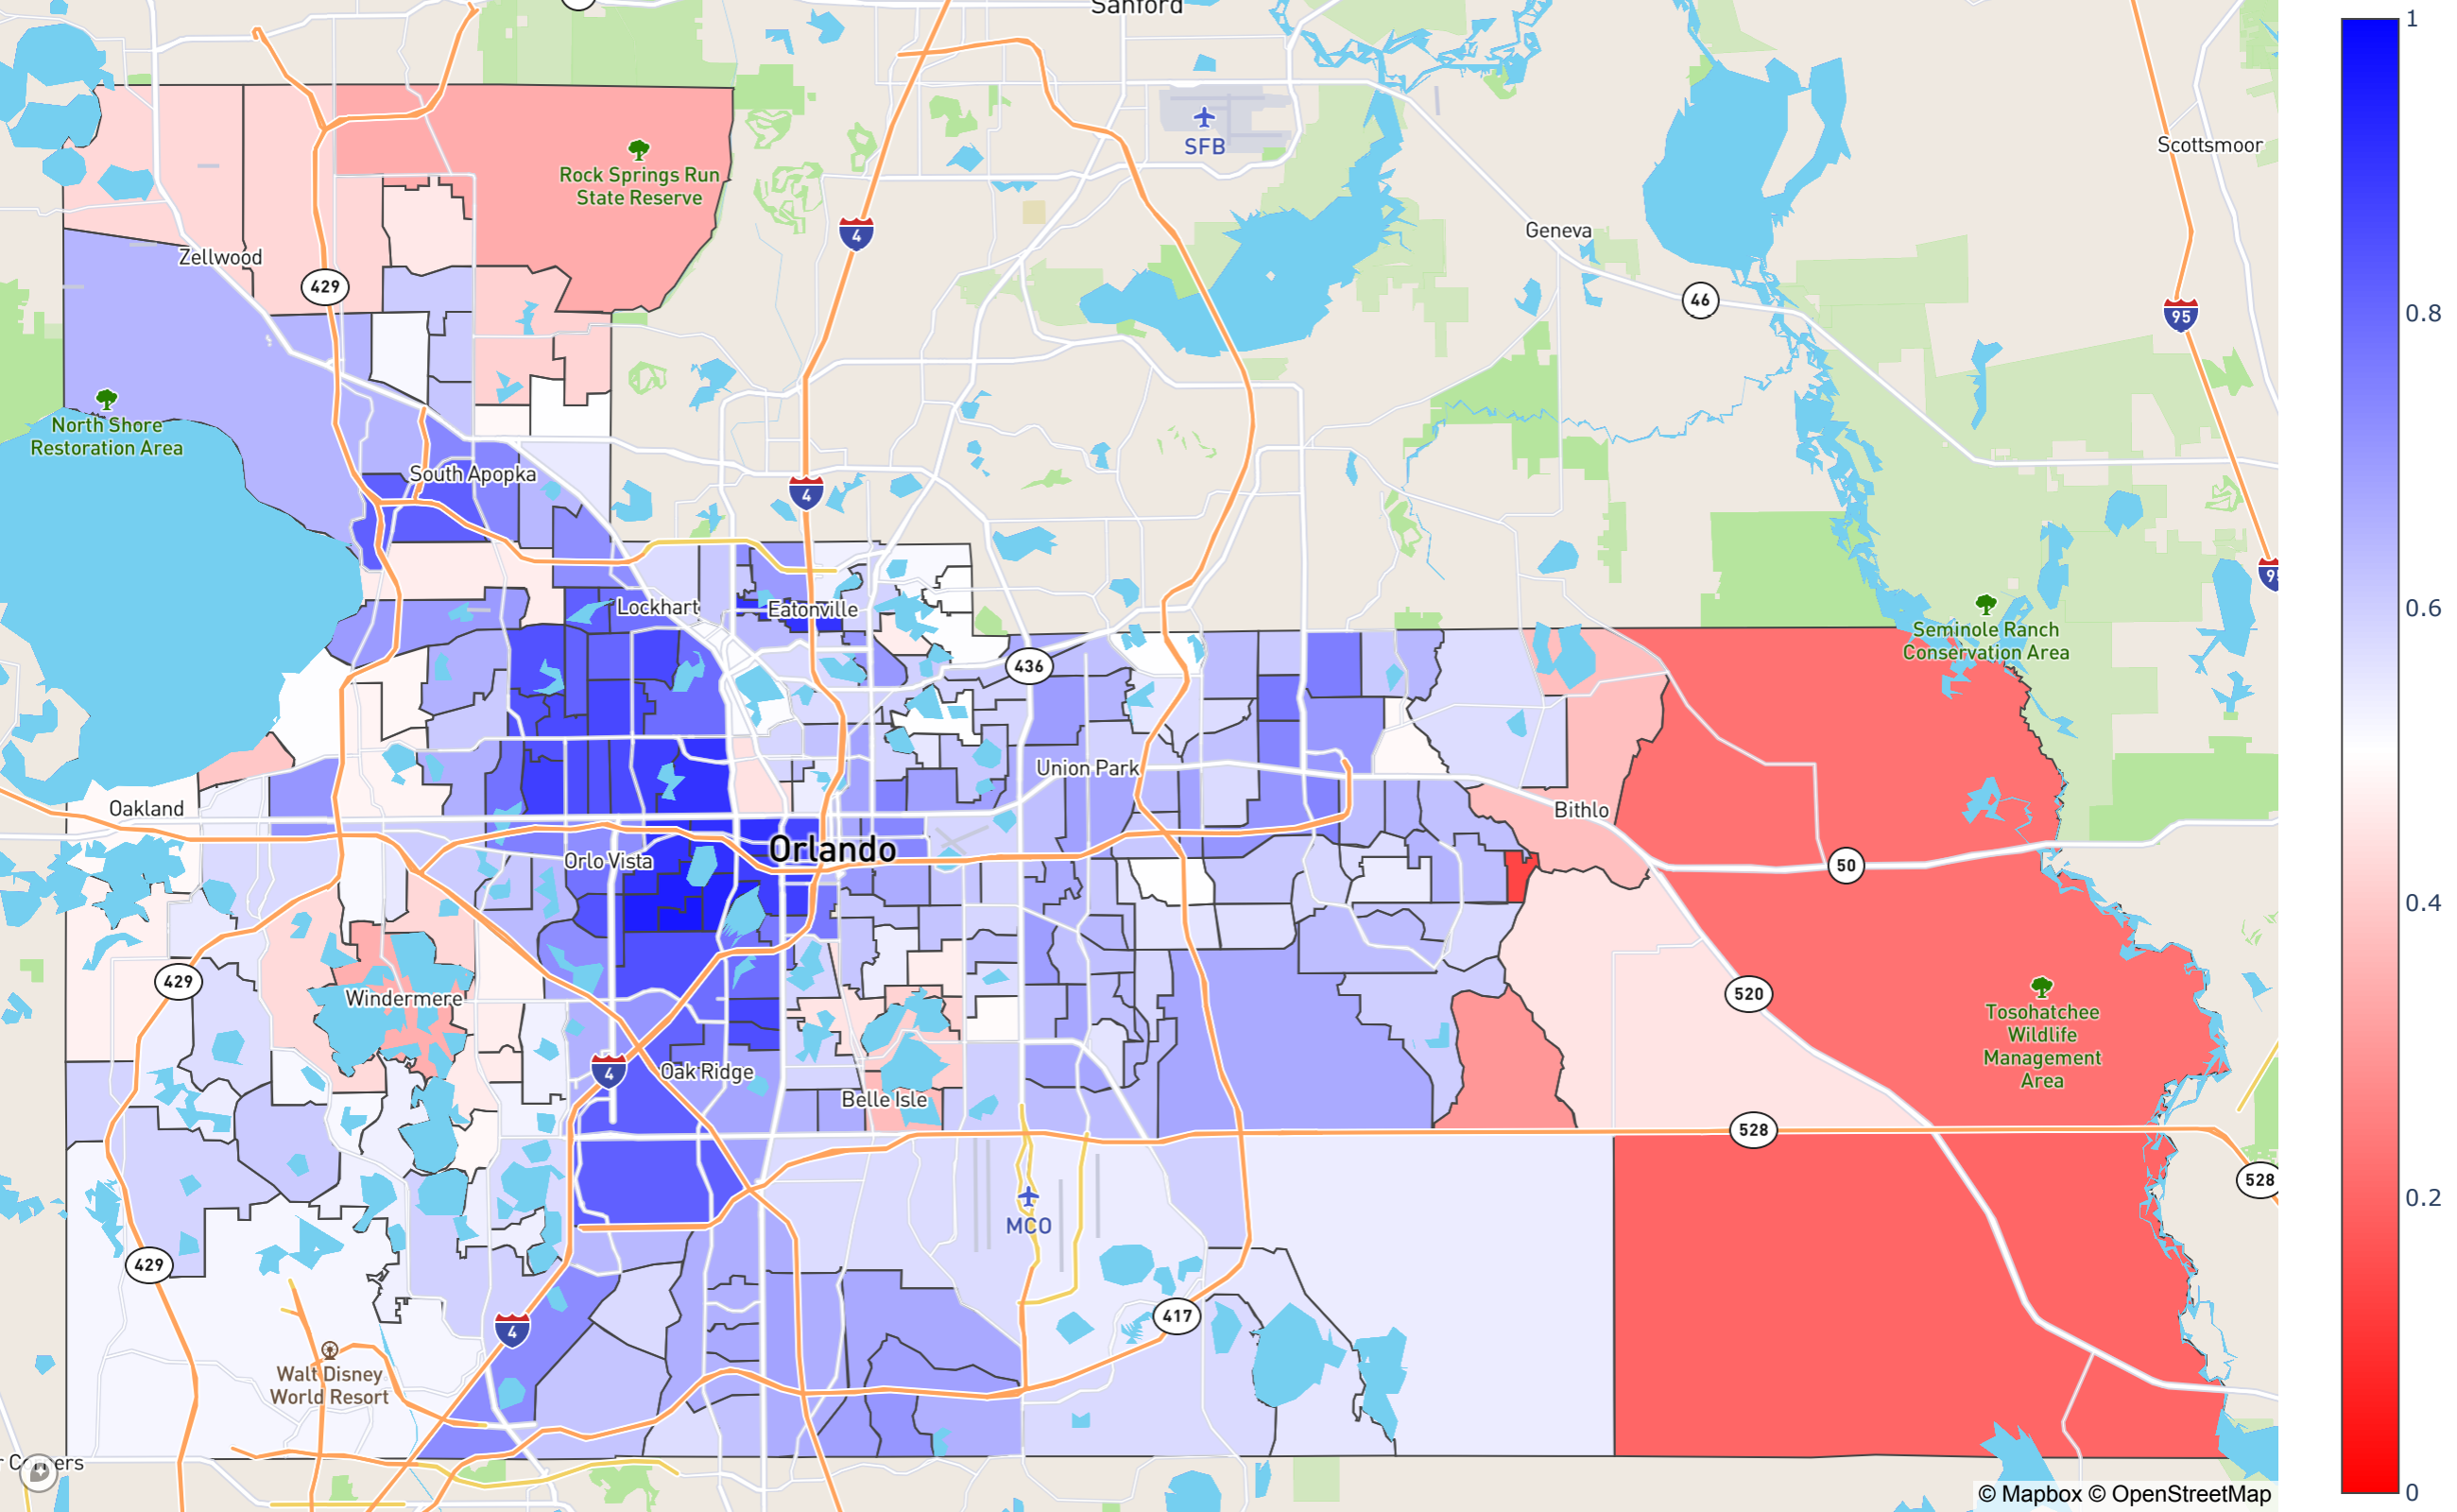 Sanford
1
SFB
Scottsmoor
Rock Springs Run
State Reserve
4
Geneva
Zellwood
429
46
95
0.8
North Shore
Restoration Area
South Apopka
4
Lockhart
Eatonville
0.6
Seminole Ranch
Conservation Area
436
Union Park
Oakland
Bithlo
Orlando
Orlo Vista
50
0.4
429
Windermere
520
Tosohatchee
Wildlife
Management
Area
4
Oak Ridge
Belle Isle
528
528
0.2
MCO
429
417
4
Walt Disney
World Resort
r Corners
© Mapbox © OpenStreetMap
0